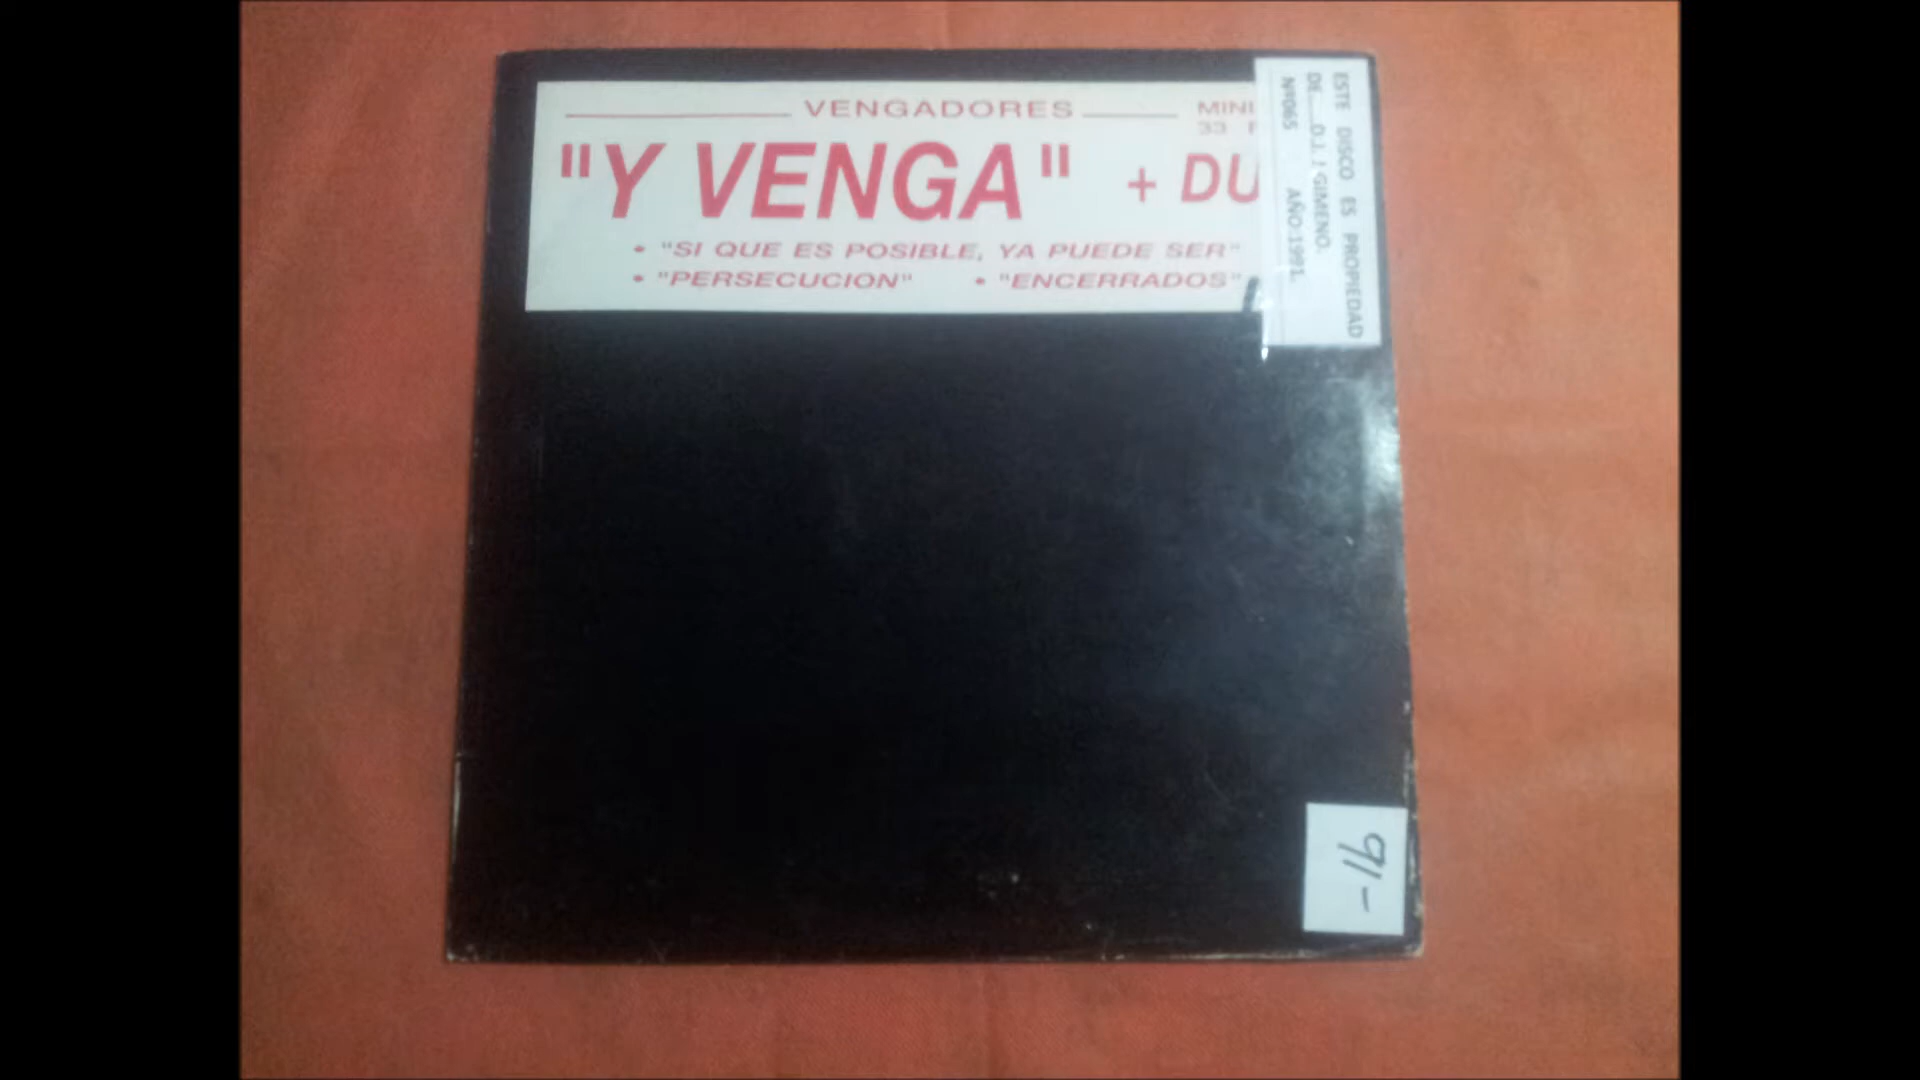 VENGADORES
MINI
33
"Y VENGA" + DU
• "SI QUE ES POSIBLE, YA PUEDE SER"
• "PERSECUCION" • "ENCERRADOS"
ESTE DISCO ES PROPIEDAD
DE D.J. J GIMENO.
Nº065 AÑO:1991.
91-